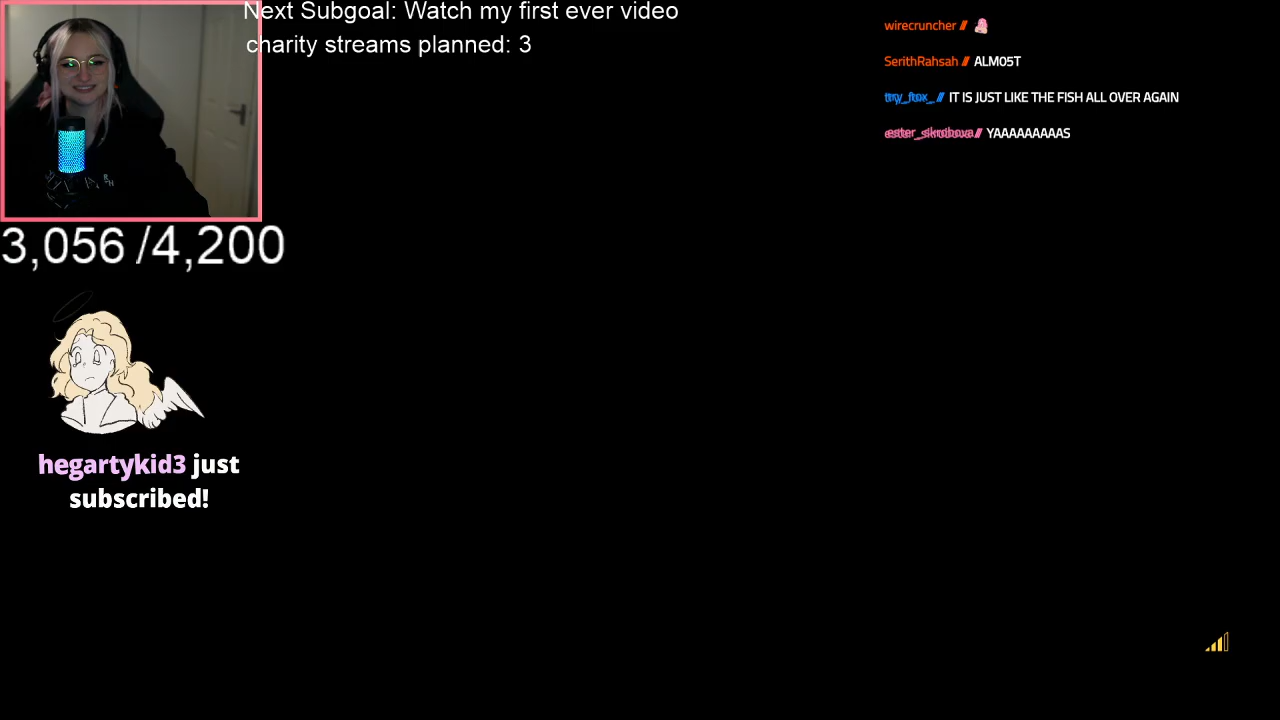 Next Subgoal: Watch my first ever video
charity streams planned: 3
wirecruncher //
SerithRahsah // ALMO5T
// IT IS JUST LIKE THE FISH ALL OVER AGAIN
// YAAAAAAAAAS
3,056 /4,200
hegartykid3 just
subscribed!